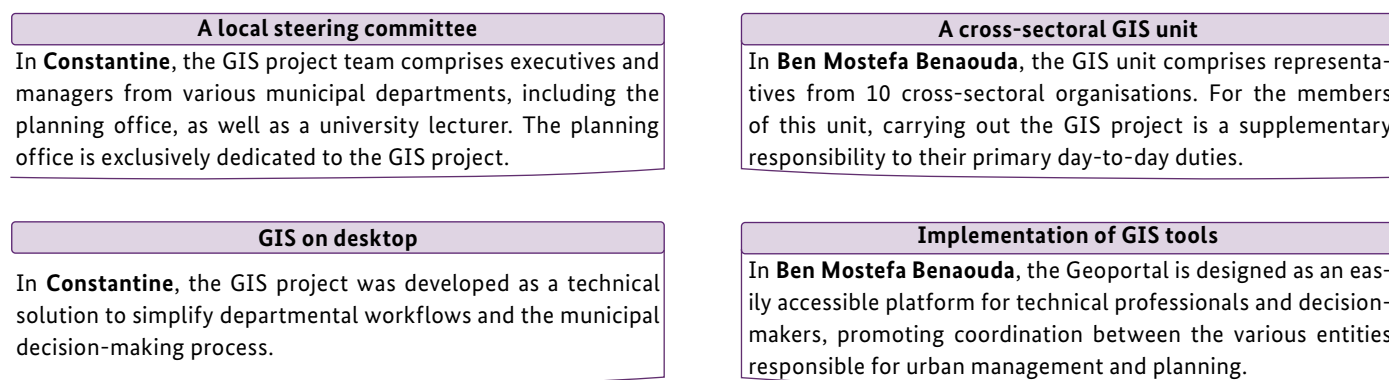 A local steering committee
In Constantine, the GIS project team comprises executives and
managers from various municipal departments, including the
planning office, as well as a university lecturer. The planning
office is exclusively dedicated to the GIS project.
A cross-sectoral GIS unit
In Ben Mostefa Benaouda, the GIS unit comprises representa-
tives from 10 cross-sectoral organisations. For the members
of this unit, carrying out the GIS project is a supplementary
responsibility to their primary day-to-day duties.
GIS on desktop
In Constantine, the GIS project was developed as a technical
solution to simplify departmental workflows and the municipal
decision-making process.
Implementation of GIS tools
In Ben Mostefa Benaouda, the Geoportal is designed as an eas-
ily accessible platform for technical professionals and decision-
makers, promoting coordination between the various entities
responsible for urban management and planning.